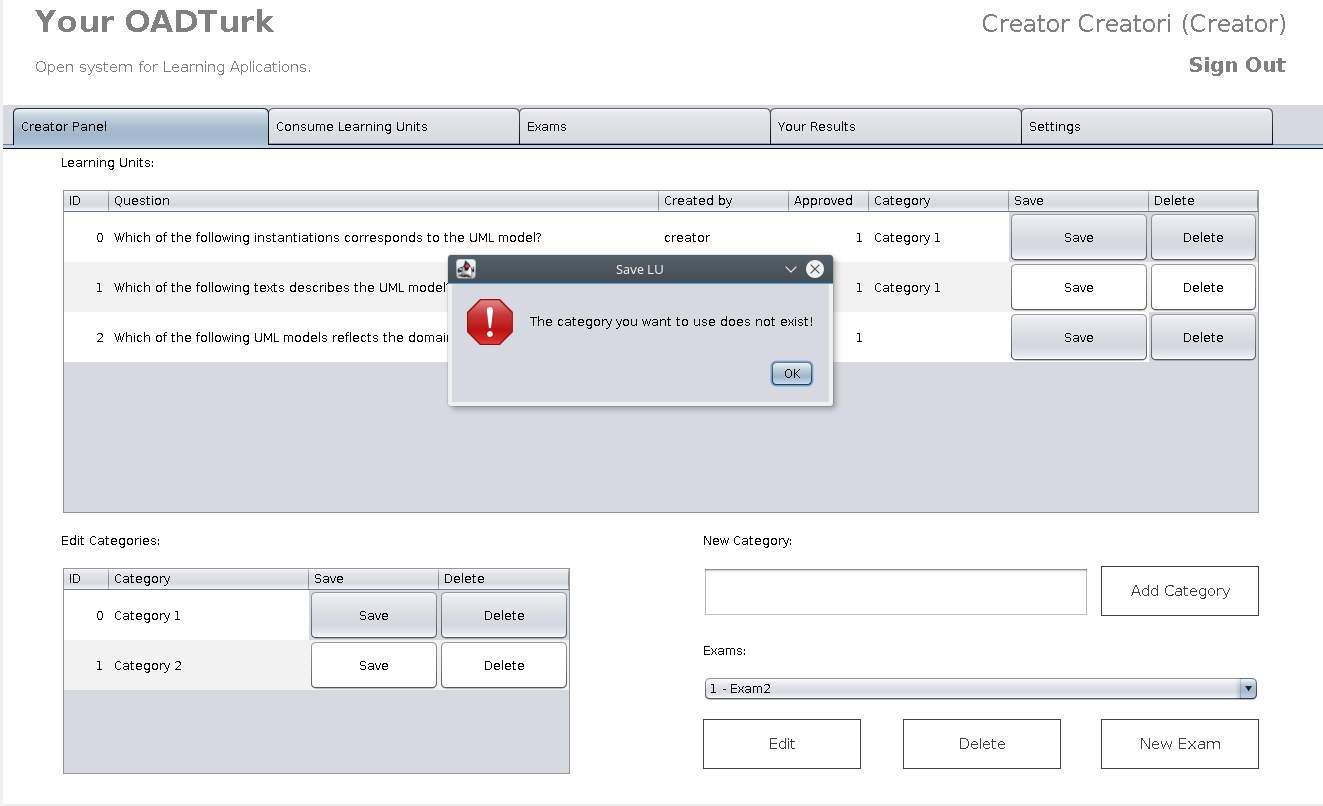 Your OADTurk
Creator Creatori (Creator)
Open system for Learning Aplications.
Sign Out
Creator Panel Consume Learning Units Exams Your Results Settings
Learning Units:
ID Question Created by Approved Category Save Delete
0 Which of the following instantiations corresponds to the UML model? creator 1 Category 1 Save Delete
1 Which of the following texts describes the UML model 1 Category 1 Save Delete
2 Which of the following UML models reflects the domai 1 Save Delete
Save LU
The category you want to use does not exist!
OK
Edit Categories:
ID Category Save Delete
0 Category 1 Save Delete
1 Category 2 Save Delete
New Category:
Add Category
Exams:
1 - Exam2
Edit Delete New Exam